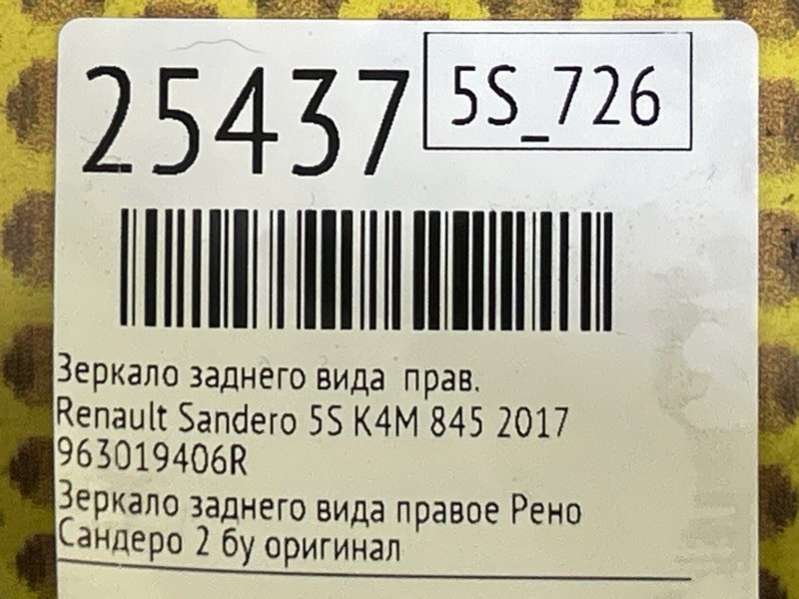 25437 5S_726
Зеркало заднего вида прав.
Renault Sandero 5S K4M 845 2017
963019406R
Зеркало заднего вида правое Рено
Сандеро 2 бу оригинал